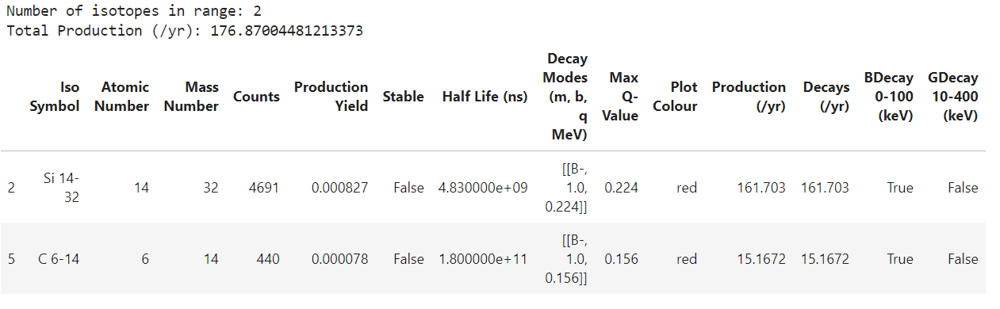 Number of isotopes in range: 2
Total Production (/yr): 176.87004481213373
Iso Symbol Atomic Number Mass Number Counts Production Yield Stable Half Life (ns) Decay Modes (m, b, q MeV) Max Q-Value Plot Colour Production (/yr) Decays (/yr) BDecay 0-100 (keV) GDecay 10-400 (keV)
2 Si 14-32 14 32 4691 0.000827 False 4.830000e+09 [[B-, 1.0, 0.224]] 0.224 red 161.703 161.703 True False
5 C 6-14 6 14 440 0.000078 False 1.800000e+11 [[B-, 1.0, 0.156]] 0.156 red 15.1672 15.1672 True False